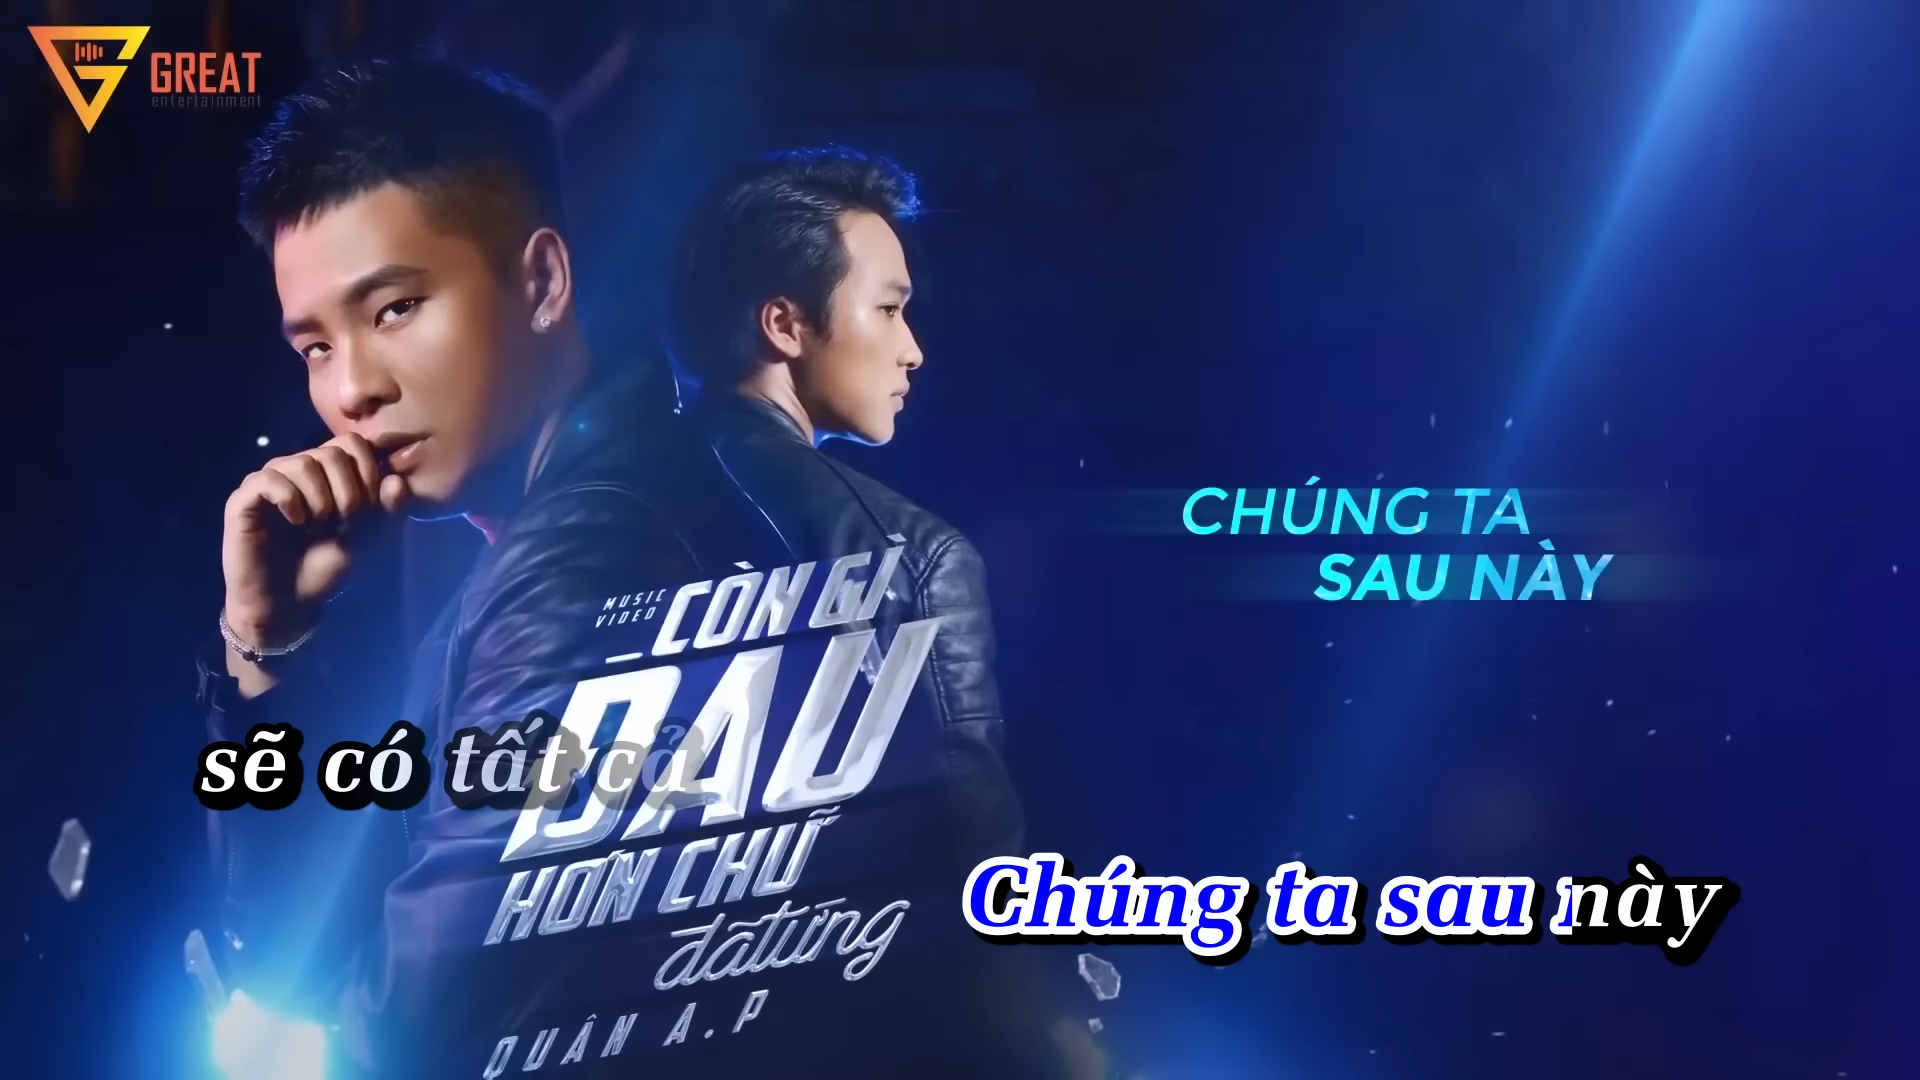 GREAT
entertainment
CHÚNG TA
SAU NÀY
MUSIC
VIDEO
CÒN GÌ
ĐAU
HƠN CHỮ
đã từng
QUÂN A.P
sẽ có tất cả
Chúng ta sau này